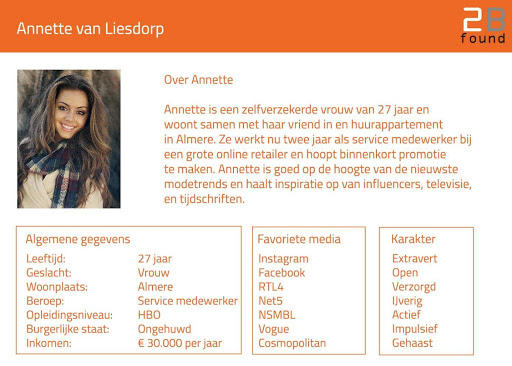 Annette van Liesdorp
2B
found
Over Annette
Annette is een zelfverzekerde vrouw van 27 jaar en
woont samen met haar vriend in en huurappartement
in Almere. Ze werkt nu twee jaar als service medewerker bij
een grote online retailer en hoopt binnenkort promotie
te maken. Annette is goed op de hoogte van de nieuwste
modetrends en haalt inspiratie op van influencers, televisie,
en tijdschriften.
Algemene gegevens
Leeftijd: 27 jaar
Geslacht: Vrouw
Woonplaats: Almere
Beroep: Service medewerker
Opleidingsniveau: HBO
Burgerlijke staat: Ongehuwd
Inkomen: € 30.000 per jaar
Favoriete media
Instagram
Facebook
RTL4
Net5
NSMBL
Vogue
Cosmopolitan
Karakter
Extravert
Open
Verzorgd
IJverig
Actief
Impulsief
Gehaast